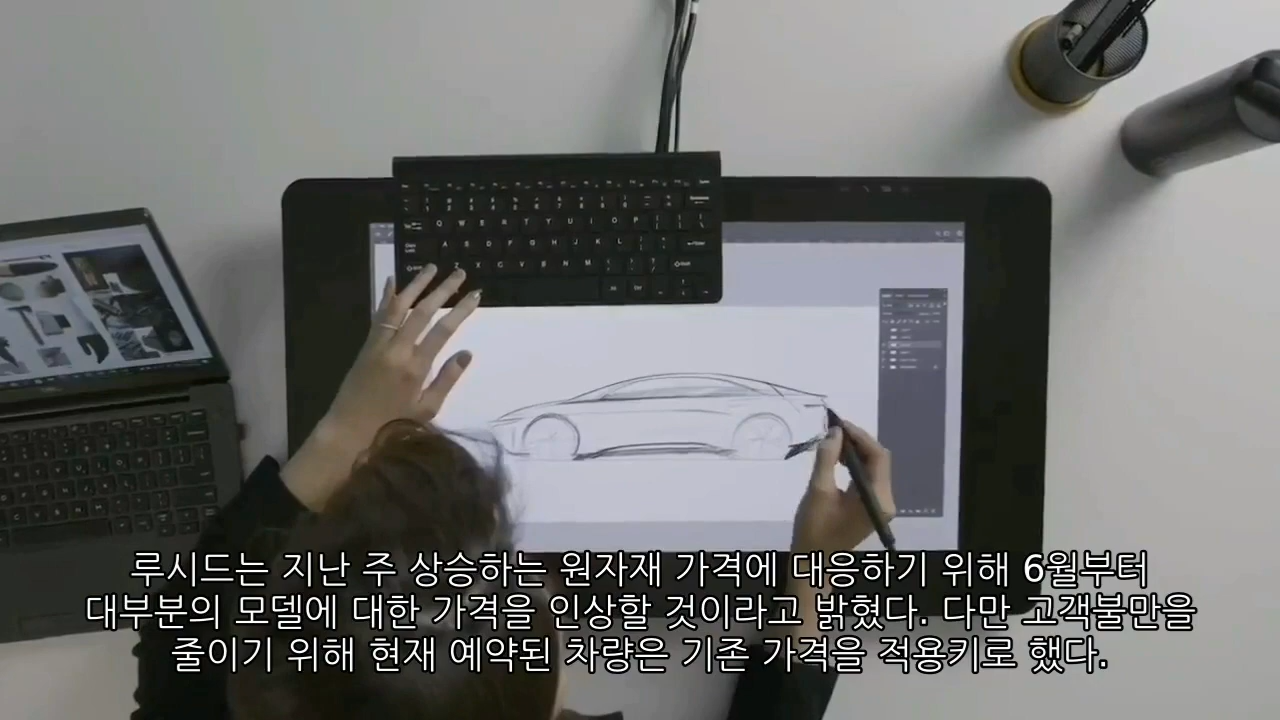 루시드는 지난 주 상승하는 원자재 가격에 대응하기 위해 6월부터
대부분의 모델에 대한 가격을 인상할 것이라고 밝혔다. 다만 고객불만을
줄이기 위해 현재 예약된 차량은 기존 가격을 적용키로 했다.